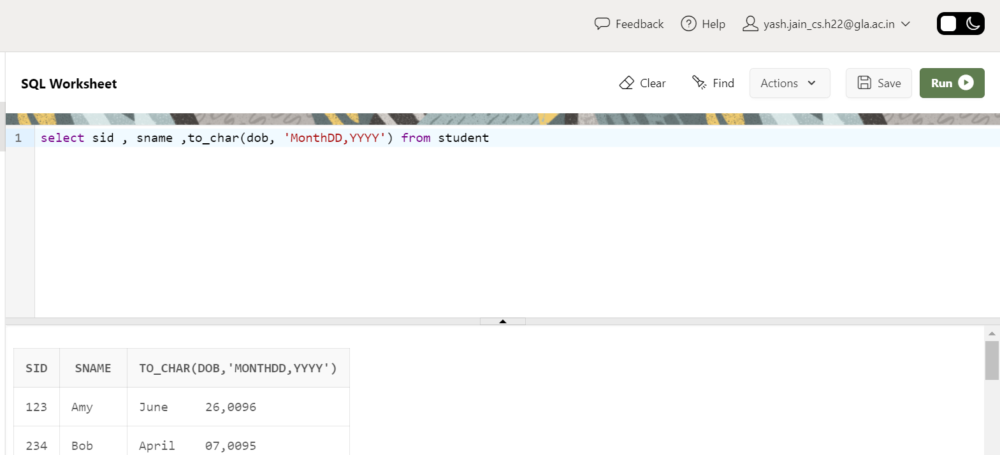 Feedback Help yash.jain_cs.h22@gla.ac.in
SQL Worksheet Clear Find Actions Save Run
1 select sid , sname ,to_char(dob, 'MonthDD,YYYY') from student
SID SNAME TO_CHAR(DOB,'MONTHDD,YYYY')
123 Amy June 26,0096
234 Bob April 07,0095